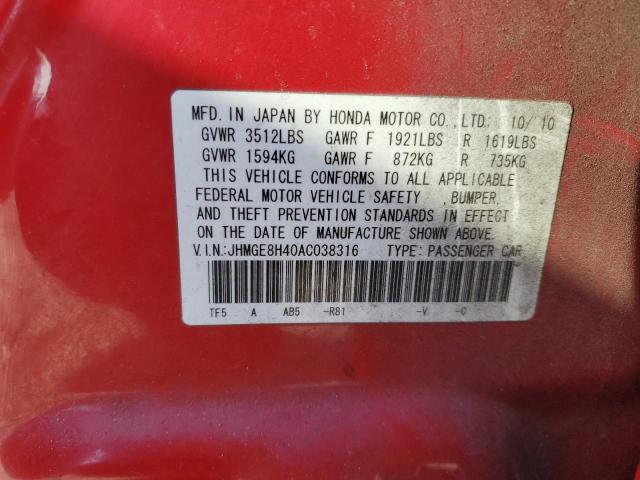 MFD. IN JAPAN BY HONDA MOTOR CO.,LTD. 10/10
GVWR 3512LBS GAWR F 1921LBS R 1619LBS
GVWR 1594KG GAWR F 872KG R 735KG
THIS VEHICLE CONFORMS TO ALL APPLICABLE
FEDERAL MOTOR VEHICLE SAFETY ,BUMPER,
AND THEFT PREVENTION STANDARDS IN EFFECT
ON THE DATE OF MANUFACTURE SHOWN ABOVE.
V.I.N.:JHMGE8H40AC038316 TYPE: PASSENGER CAR
TF5 A AB5 -R81 -V -C